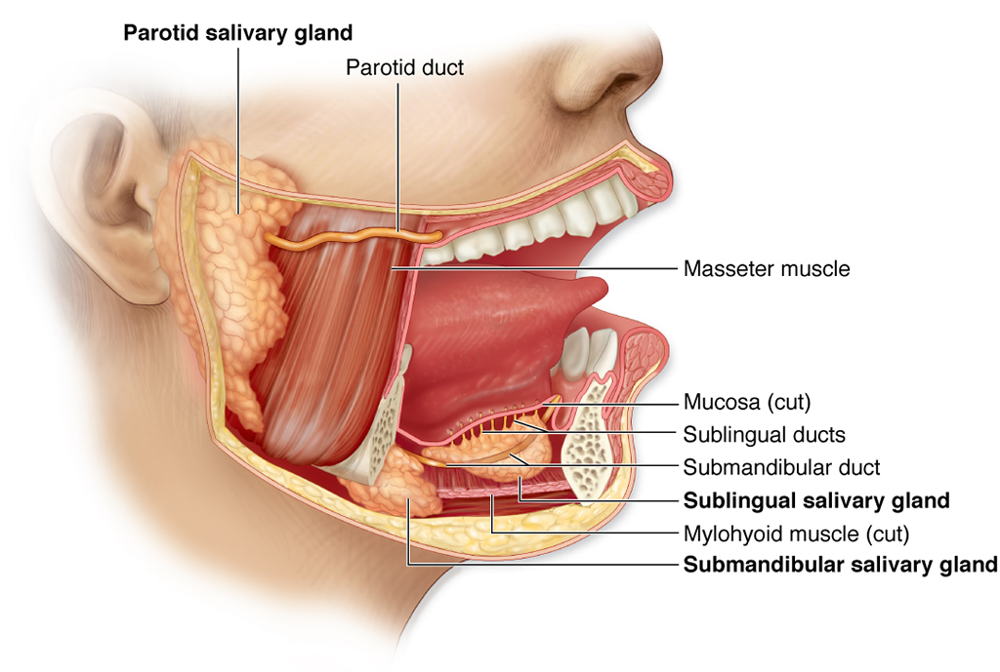 Parotid salivary gland
Parotid duct
Masseter muscle
Mucosa (cut)
Sublingual ducts
Submandibular duct
Sublingual salivary gland
Mylohyoid muscle (cut)
Submandibular salivary gland